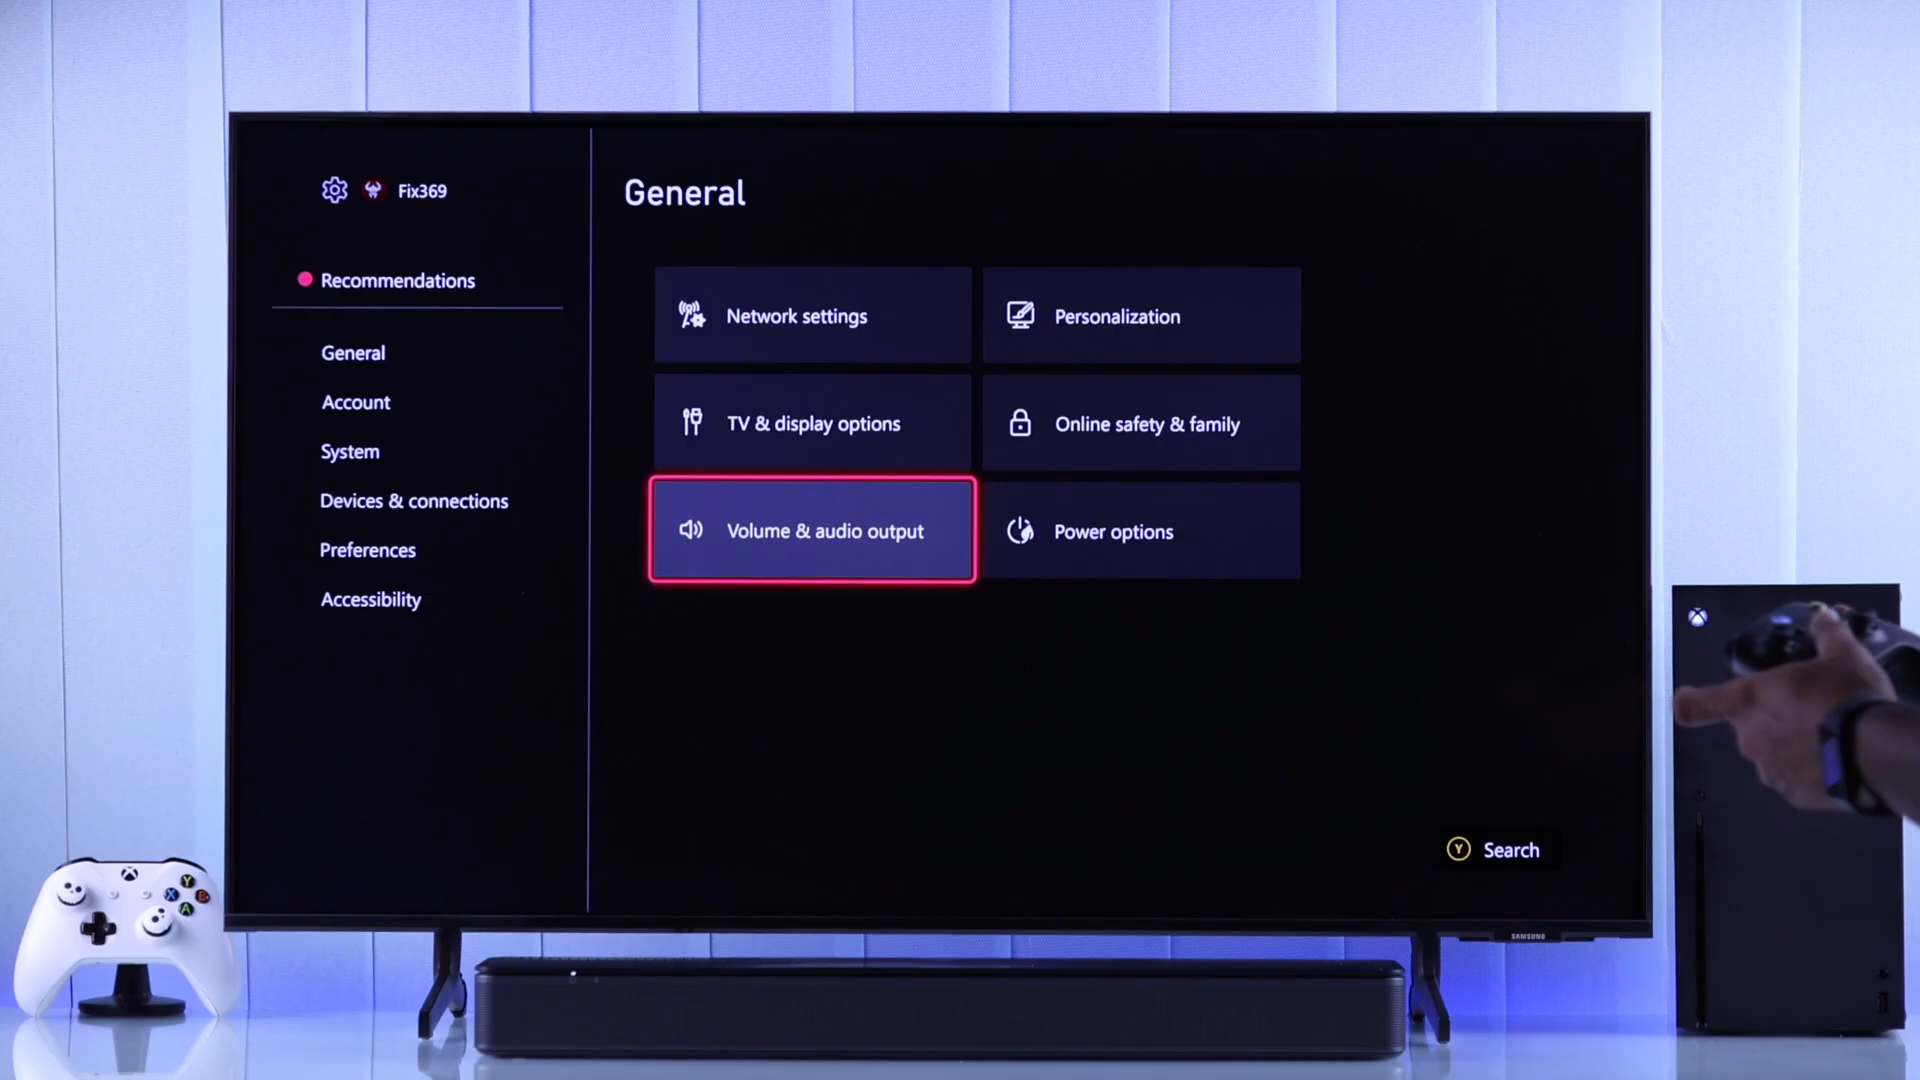 Fix369
Recommendations
General
Account
System
Devices & connections
Preferences
Accessibility
General
Network settings
Personalization
TV & display options
Online safety & family
Volume & audio output
Power options
Y Search
SAMSUNG
Y
X B
A